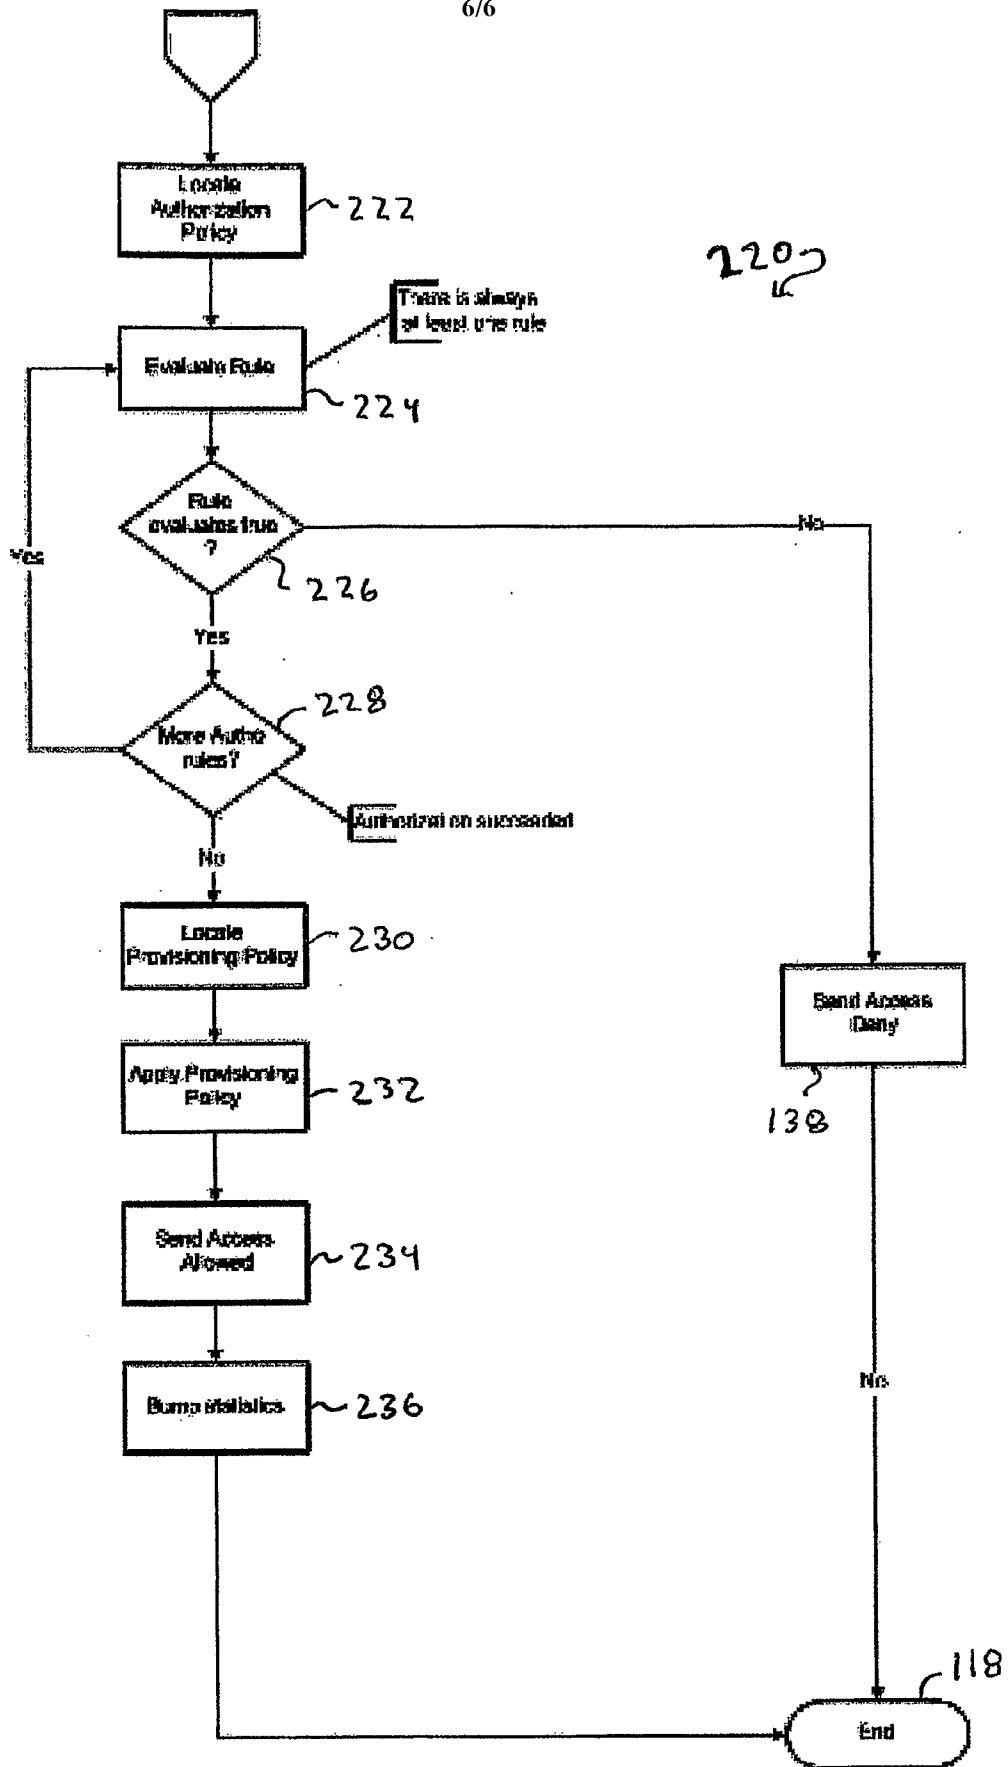 6/6
Locate
Authorization
Policy
222
220
There is always
at least one rule
Evaluate Rule
224
Rule
evaluates true
?
No
226
Yes
Yes
228
More Autho
rules?
Authorization succeeded
No
Locate
Provisioning Policy
230
Send Access
Deny
138
Apply Provisioning
Policy
232
Send Access
Allowed
234
No
Bump statistics
236
118
End